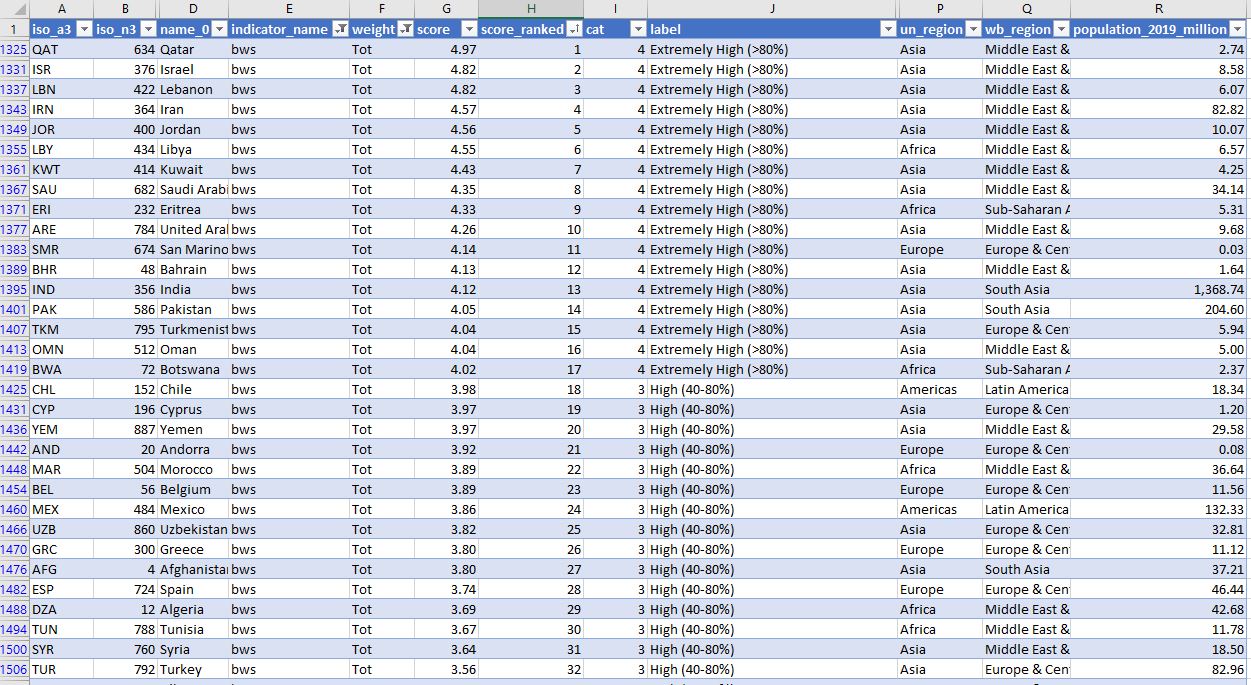 A B D E F G H I J P Q R
1 iso_a3 iso_n3 name_0 indicator_name weight score score_ranked cat label un_region wb_region population_2019_million
1325 QAT 634 Qatar bws Tot 4.97 1 4 Extremely High (>80%) Asia Middle East & 2.74
1331 ISR 376 Israel bws Tot 4.82 2 4 Extremely High (>80%) Asia Middle East & 8.58
1337 LBN 422 Lebanon bws Tot 4.82 3 4 Extremely High (>80%) Asia Middle East & 6.07
1343 IRN 364 Iran bws Tot 4.57 4 4 Extremely High (>80%) Asia Middle East & 82.82
1349 JOR 400 Jordan bws Tot 4.56 5 4 Extremely High (>80%) Asia Middle East & 10.07
1355 LBY 434 Libya bws Tot 4.55 6 4 Extremely High (>80%) Africa Middle East & 6.57
1361 KWT 414 Kuwait bws Tot 4.43 7 4 Extremely High (>80%) Asia Middle East & 4.25
1367 SAU 682 Saudi Arabi bws Tot 4.35 8 4 Extremely High (>80%) Asia Middle East & 34.14
1371 ERI 232 Eritrea bws Tot 4.33 9 4 Extremely High (>80%) Africa Sub-Saharan A 5.31
1377 ARE 784 United Aral bws Tot 4.26 10 4 Extremely High (>80%) Asia Middle East & 9.68
1383 SMR 674 San Marino bws Tot 4.14 11 4 Extremely High (>80%) Europe Europe & Cen 0.03
1389 BHR 48 Bahrain bws Tot 4.13 12 4 Extremely High (>80%) Asia Middle East & 1.64
1395 IND 356 India bws Tot 4.12 13 4 Extremely High (>80%) Asia South Asia 1,368.74
1401 PAK 586 Pakistan bws Tot 4.05 14 4 Extremely High (>80%) Asia South Asia 204.60
1407 TKM 795 Turkmenist bws Tot 4.04 15 4 Extremely High (>80%) Asia Europe & Cen 5.94
1413 OMN 512 Oman bws Tot 4.04 16 4 Extremely High (>80%) Asia Middle East & 5.00
1419 BWA 72 Botswana bws Tot 4.02 17 4 Extremely High (>80%) Africa Sub-Saharan A 2.37
1425 CHL 152 Chile bws Tot 3.98 18 3 High (40-80%) Americas Latin America 18.34
1431 CYP 196 Cyprus bws Tot 3.97 19 3 High (40-80%) Asia Europe & Cen 1.20
1436 YEM 887 Yemen bws Tot 3.97 20 3 High (40-80%) Asia Middle East & 29.58
1442 AND 20 Andorra bws Tot 3.92 21 3 High (40-80%) Europe Europe & Cen 0.08
1448 MAR 504 Morocco bws Tot 3.89 22 3 High (40-80%) Africa Middle East & 36.64
1454 BEL 56 Belgium bws Tot 3.89 23 3 High (40-80%) Europe Europe & Cen 11.56
1460 MEX 484 Mexico bws Tot 3.86 24 3 High (40-80%) Americas Latin America 132.33
1466 UZB 860 Uzbekistan bws Tot 3.82 25 3 High (40-80%) Asia Europe & Cen 32.81
1470 GRC 300 Greece bws Tot 3.80 26 3 High (40-80%) Europe Europe & Cen 11.12
1476 AFG 4 Afghanista bws Tot 3.80 27 3 High (40-80%) Asia South Asia 37.21
1482 ESP 724 Spain bws Tot 3.74 28 3 High (40-80%) Europe Europe & Cen 46.44
1488 DZA 12 Algeria bws Tot 3.69 29 3 High (40-80%) Africa Middle East & 42.68
1494 TUN 788 Tunisia bws Tot 3.67 30 3 High (40-80%) Africa Middle East & 11.78
1500 SYR 760 Syria bws Tot 3.64 31 3 High (40-80%) Asia Middle East & 18.50
1506 TUR 792 Turkey bws Tot 3.56 32 3 High (40-80%) Asia Europe & Cen 82.96